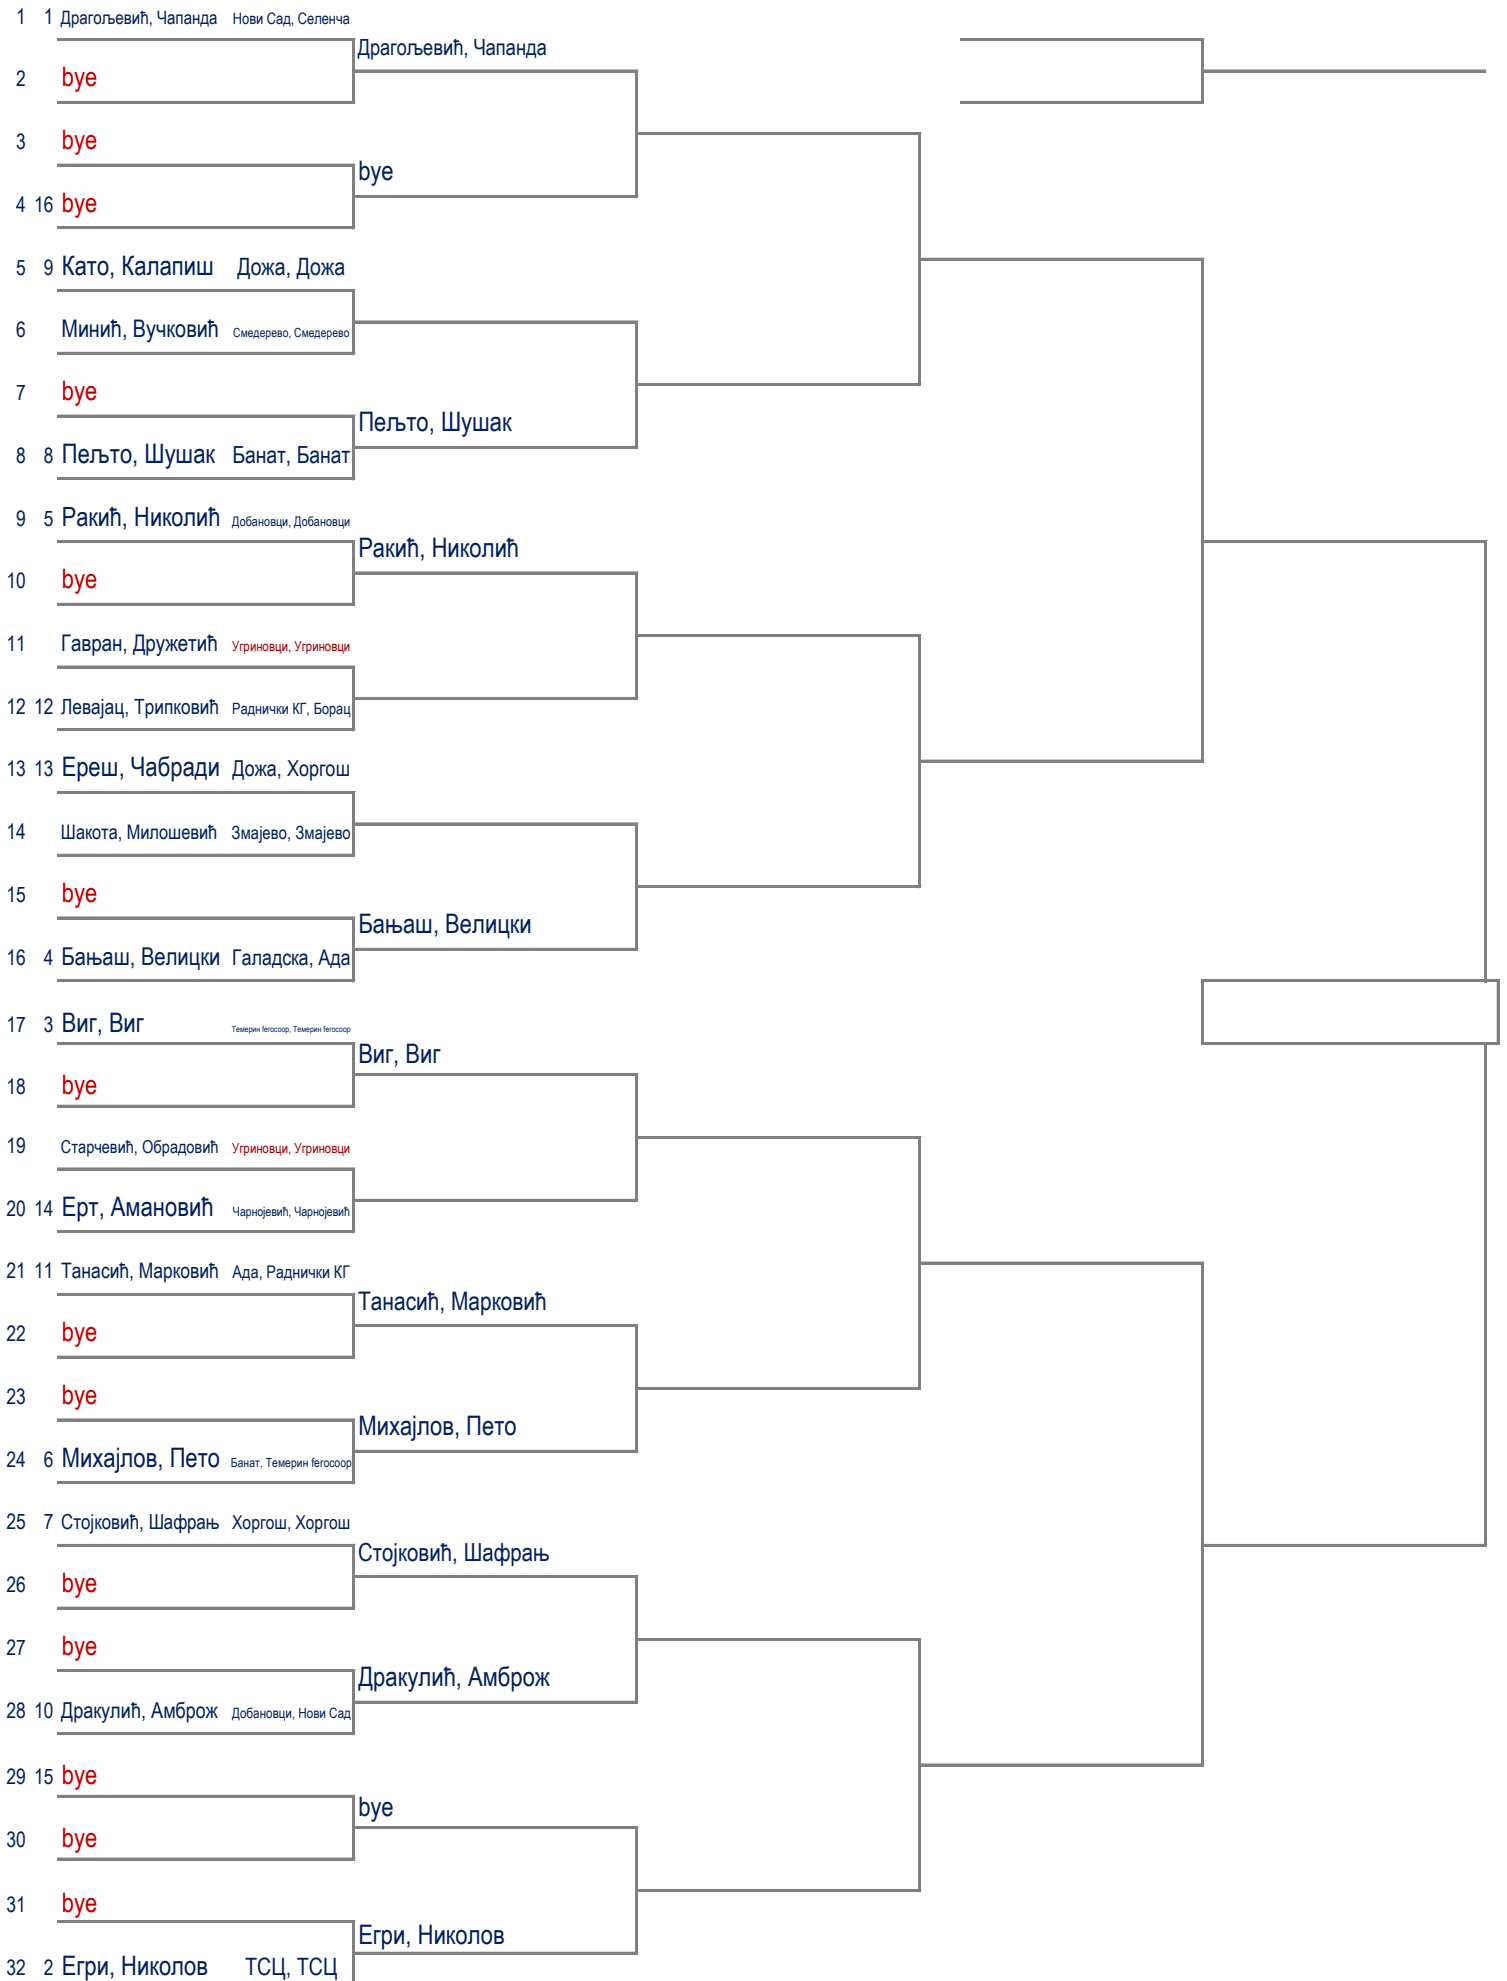 1 1 Драгољевић, Чапанда Нови Сад, Селенча
Драгољевић, Чапанда
2 bye
3 bye
bye
4 16 bye
5 9 Като, Калапиш Дожа, Дожа
6 Минић, Вучковић Смедерево, Смедерево
7 bye
Пељто, Шушак
8 8 Пељто, Шушак Банат, Банат
9 5 Ракић, Николић Добановци, Добановци
Ракић, Николић
10 bye
11 Гавран, Дружетић Угриновци, Угриновци
12 12 Левајац, Трипковић Раднички КГ, Борац
13 13 Ереш, Чабради Дожа, Хоргош
14 Шакота, Милошевић Змајево, Змајево
15 bye
Бањаш, Велицки
16 4 Бањаш, Велицки Галадска, Ада
17 3 Виг, Виг Темерин ferocoop, Темерин ferocoop
Виг, Виг
18 bye
19 Старчевић, Обрадовић Угриновци, Угриновци
20 14 Ерт, Амановић Чарнојевић, Чарнојевић
21 11 Танасић, Марковић Ада, Раднички КГ
Танасић, Марковић
22 bye
23 bye
Михајлов, Пето
24 6 Михајлов, Пето Банат, Темерин ferocoop
25 7 Стојковић, Шафрањ Хоргош, Хоргош
Стојковић, Шафрањ
26 bye
27 bye
Дракулић, Амброж
28 10 Дракулић, Амброж Добановци, Нови Сад
29 15 bye
bye
30 bye
31 bye
Егри, Николов
32 2 Егри, Николов ТСЦ, ТСЦ